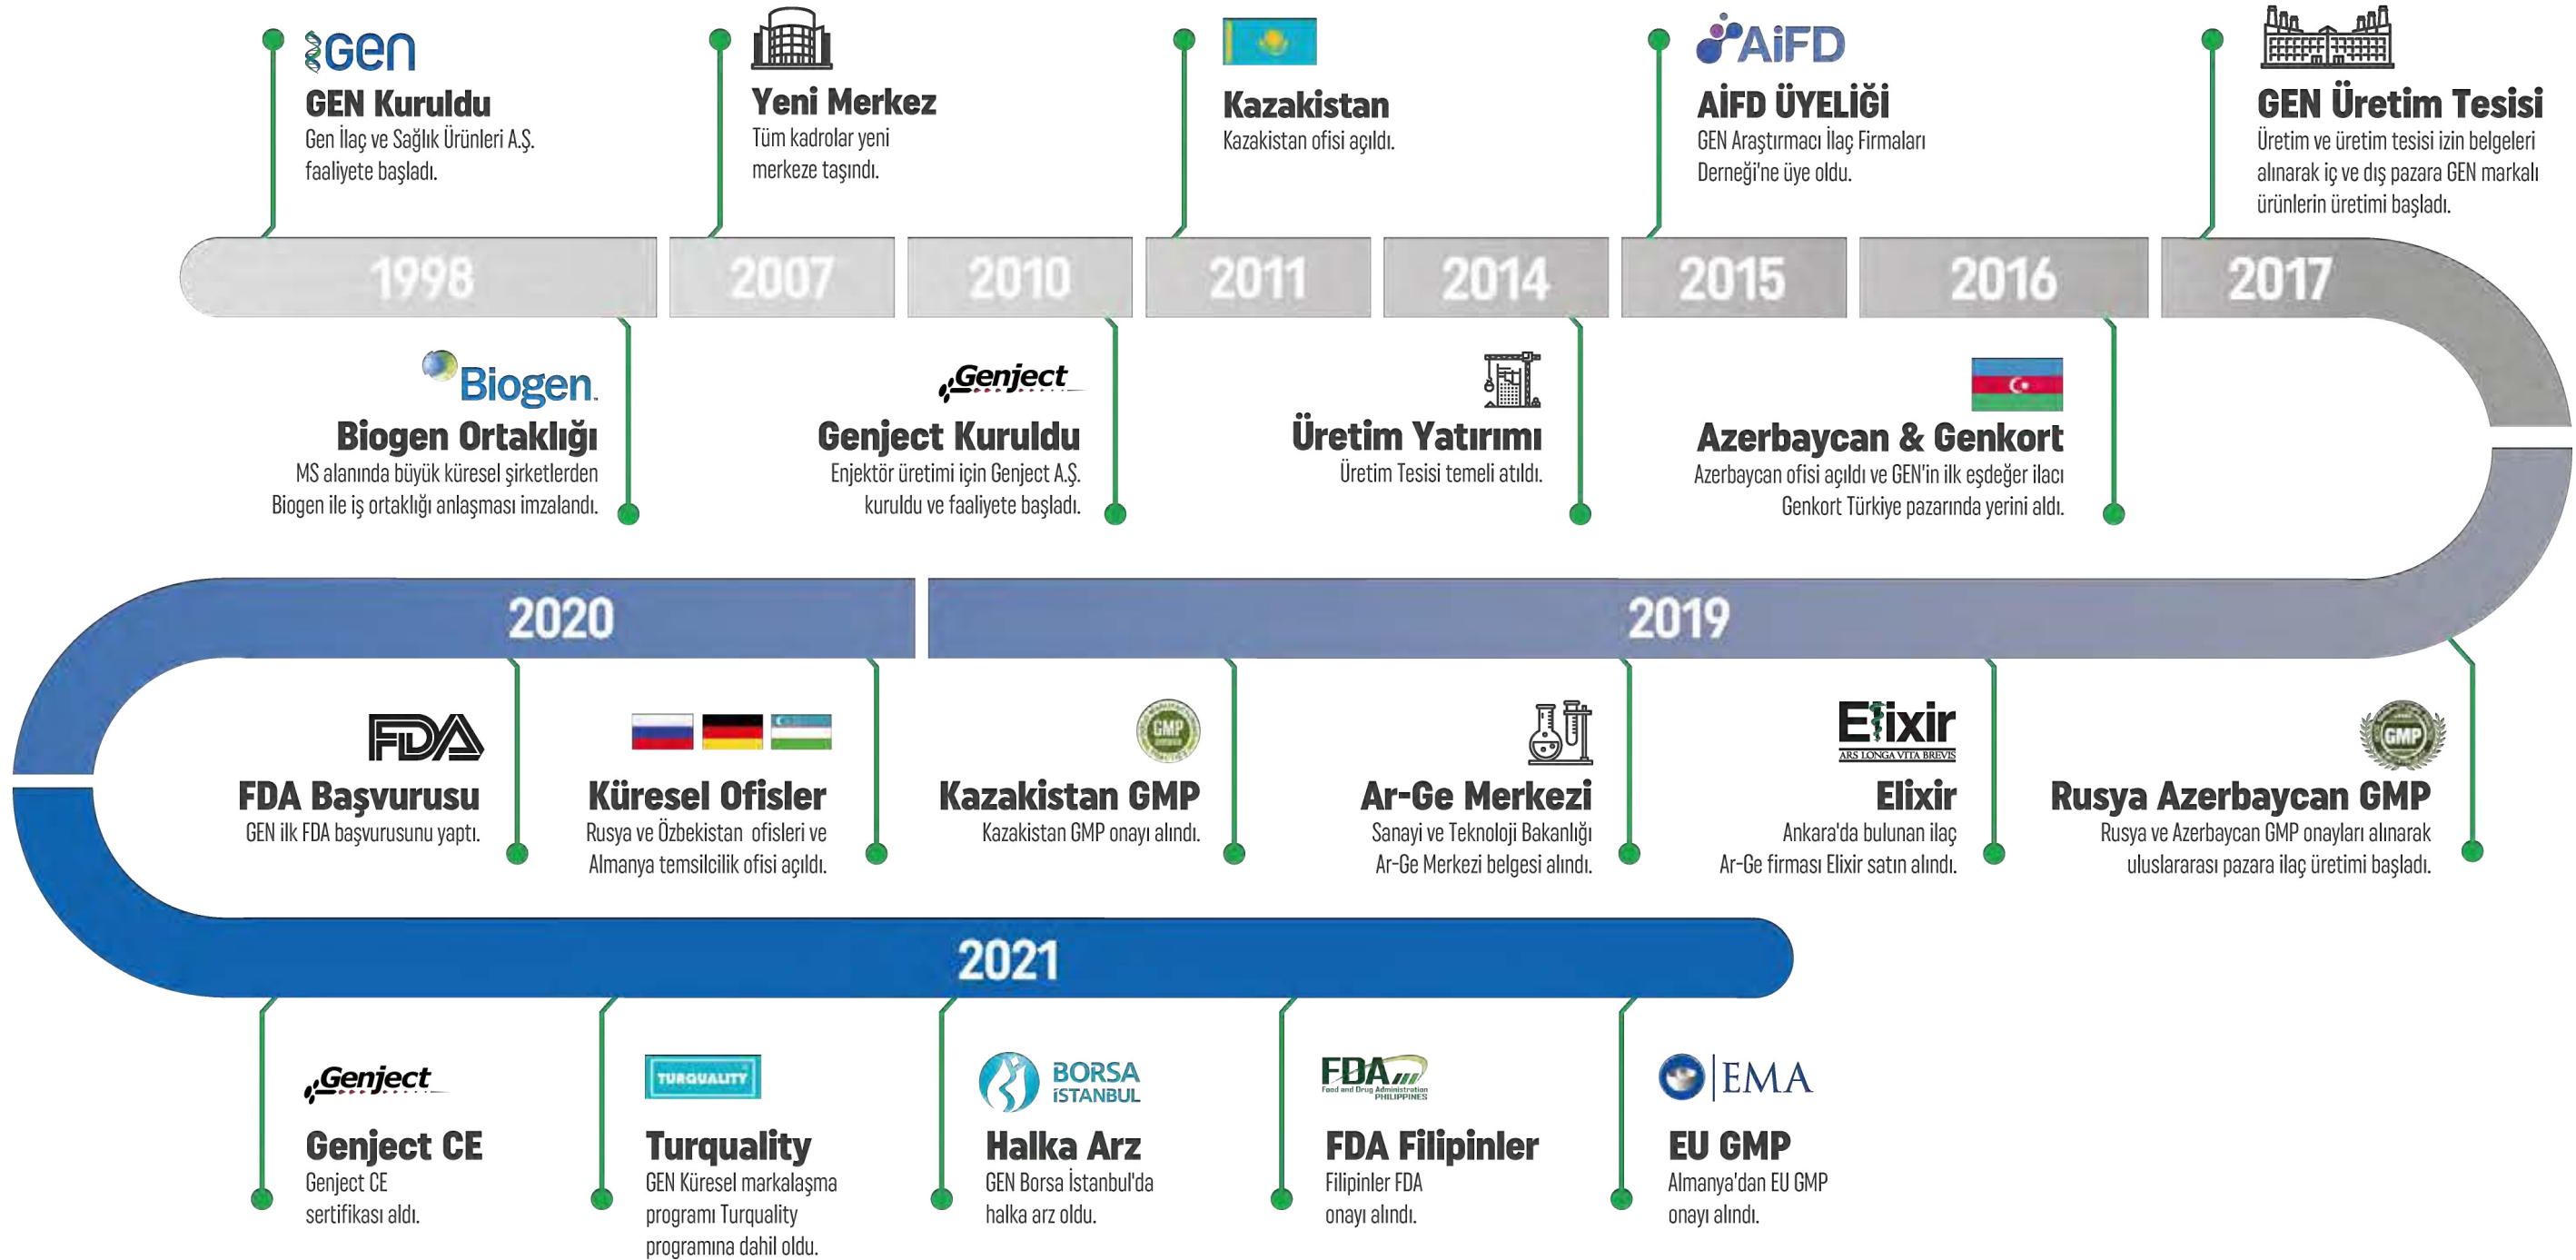 GEN
GEN Kuruldu
Gen İlaç ve Sağlık Ürünleri A.Ş.
faaliyete başladı.
Yeni Merkez
Tüm kadrolar yeni
merkeze taşındı.
Kazakistan
Kazakistan ofisi açıldı.
AiFD
AİFD ÜYELİĞİ
GEN Araştırmacı İlaç Firmaları
Derneği'ne üye oldu.
GEN Üretim Tesisi
Üretim ve üretim tesisi izin belgeleri
alınarak iç ve dış pazara GEN markalı
ürünlerin üretimi başladı.
1998
2007
2010
2011
2014
2015
2016
2017
Biogen
Biogen Ortaklığı
MS alanında büyük küresel şirketlerden
Biogen ile iş ortaklığı anlaşması imzalandı.
Genject
Genject Kuruldu
Enjektör üretimi için Genject A.Ş.
kuruldu ve faaliyete başladı.
Üretim Yatırımı
Üretim Tesisi temeli atıldı.
Azerbaycan & Genkort
Azerbaycan ofisi açıldı ve GEN'in ilk eşdeğer ilacı
Genkort Türkiye pazarında yerini aldı.
2020
2019
FDA
FDA Başvurusu
GEN ilk FDA başvurusunu yaptı.
Küresel Ofisler
Rusya ve Özbekistan ofisleri ve
Almanya temsilcilik ofisi açıldı.
GMP
Kazakistan GMP
Kazakistan GMP onayı alındı.
Ar-Ge Merkezi
Sanayi ve Teknoloji Bakanlığı
Ar-Ge Merkezi belgesi alındı.
Elixir
ARS LONGA VITA BREVIS
Elixir
Ankara'da bulunan ilaç
Ar-Ge firması Elixir satın alındı.
GMP
Rusya Azerbaycan GMP
Rusya ve Azerbaycan GMP onayları alınarak
uluslararası pazara ilaç üretimi başladı.
2021
Genject
Genject CE
Genject CE
sertifikası aldı.
TURQUALITY
Turquality
GEN Küresel markalaşma
programı Turquality
programına dahil oldu.
BORSA
İSTANBUL
Halka Arz
GEN Borsa İstanbul'da
halka arz oldu.
FDA
Food and Drug Administration
PHILIPPINES
FDA Filipinler
Filipinler FDA
onayı alındı.
EMA
EU GMP
Almanya'dan EU GMP
onayı alındı.